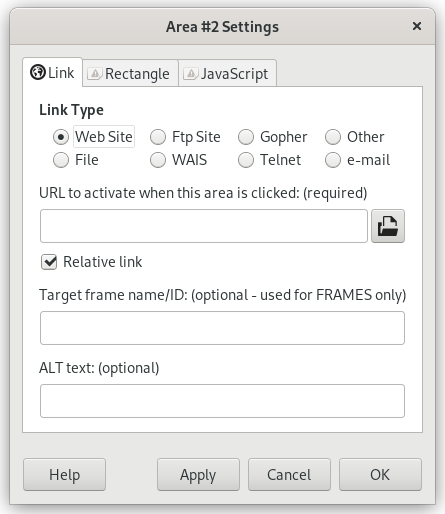 Area #2 Settings ×
Link Rectangle JavaScript
Link Type
Web Site Ftp Site Gopher Other
File WAIS Telnet e-mail
URL to activate when this area is clicked: (required)
Relative link
Target frame name/ID: (optional - used for FRAMES only)
ALT text: (optional)
Help Apply Cancel OK